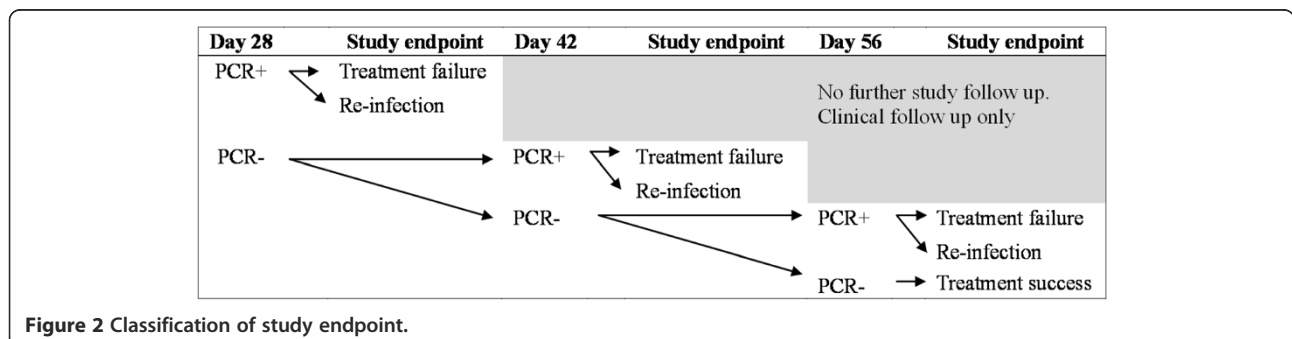 Day 28 Study endpoint Day 42 Study endpoint Day 56 Study endpoint
PCR+ Treatment failure
Re-infection
No further study follow up.
Clinical follow up only
PCR- PCR+ Treatment failure
Re-infection
PCR- PCR+ Treatment failure
Re-infection
PCR- Treatment success
Figure 2 Classification of study endpoint.